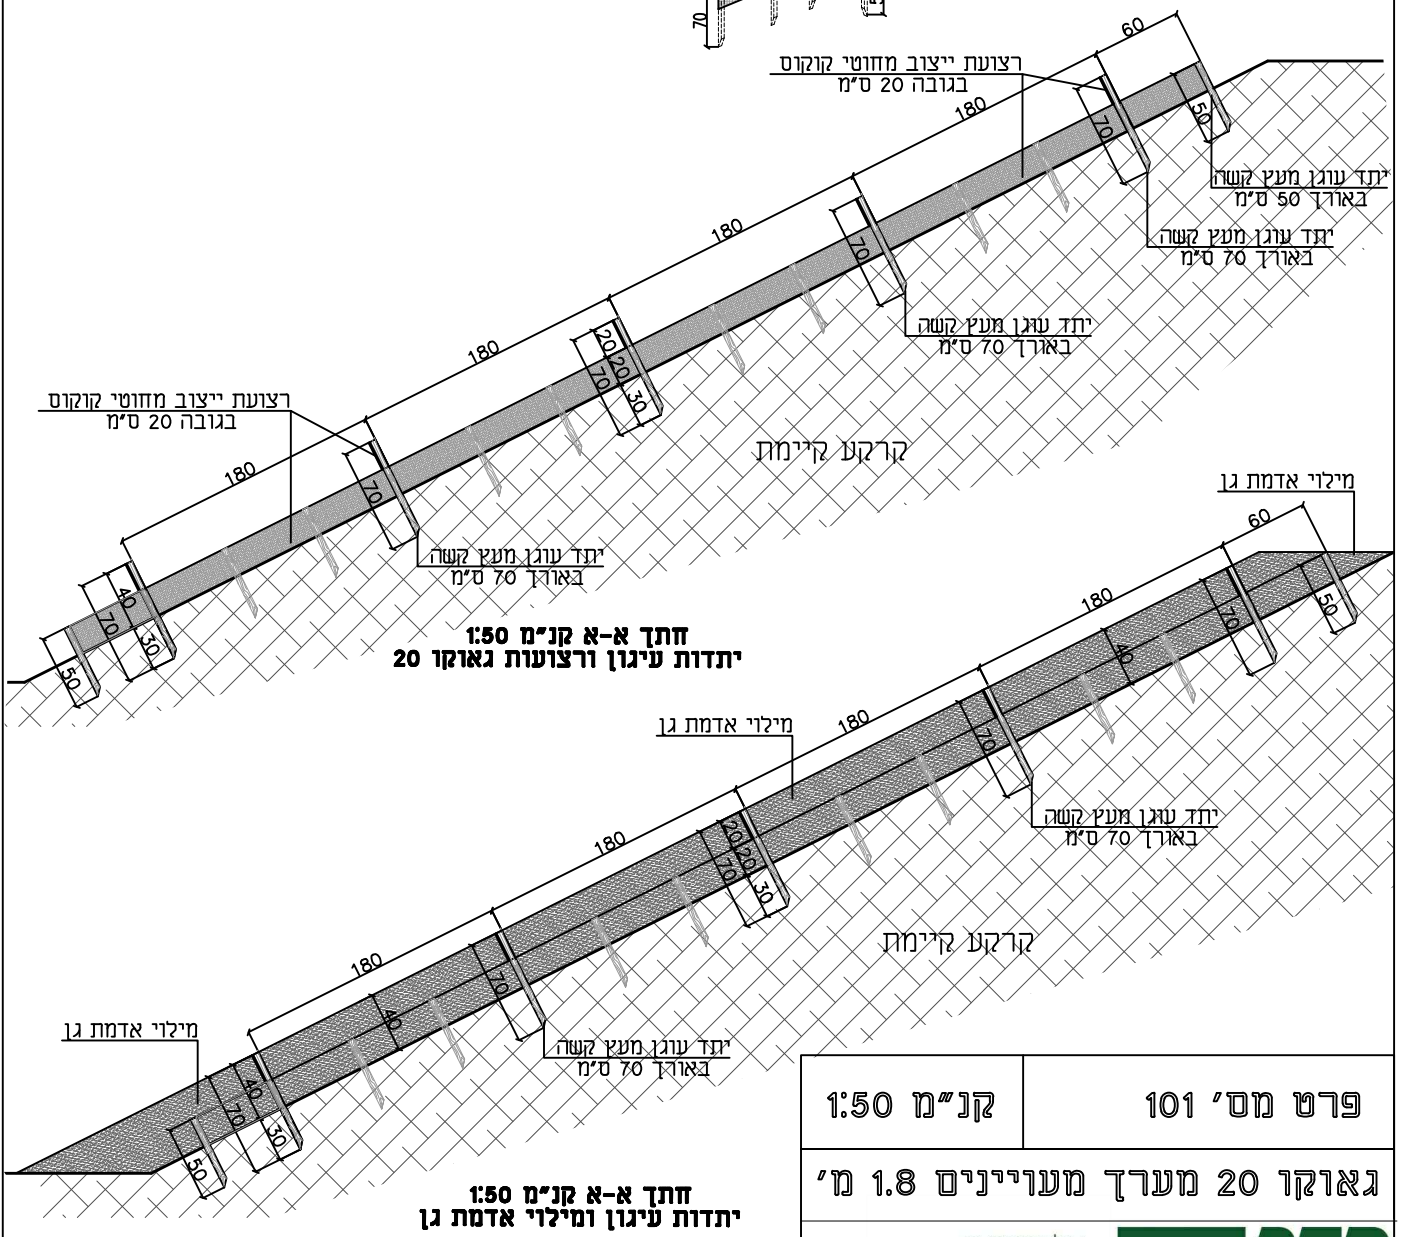 70
60
רצועת ייצוב מחוטי קוקוס
בגובה 20 ס"מ
180
70
50
יתד עוגן מעץ קשה
באורך 50 ס"מ
יתד עוגן מעץ קשה
באורך 70 ס"מ
180
70
יתד עוגן מעץ קשה
באורך 70 ס"מ
180
20
20
70
30
רצועת ייצוב מחוטי קוקוס
בגובה 20 ס"מ
קרקע קיימת
180
70
יתד עוגן מעץ קשה
באורך 70 ס"מ
40
70
30
50
חתך א-א קנ"מ 1:50
יתדות עיגון ורצועות גאוקו 20
מילוי אדמת גן
60
180
50
70
40
מילוי אדמת גן
180
70
יתד עוגן מעץ קשה
באורך 70 ס"מ
180
20
20
70
30
קרקע קיימת
180
70
40
יתד עוגן מעץ קשה
באורך 70 ס"מ
מילוי אדמת גן
40
70
30
50
חתך א-א קנ"מ 1:50
יתדות עיגון ומילוי אדמת גן
פרט מס' 101
קנ"מ 1:50
גאוקו 20 מערך מעויינים 1.8 מ'